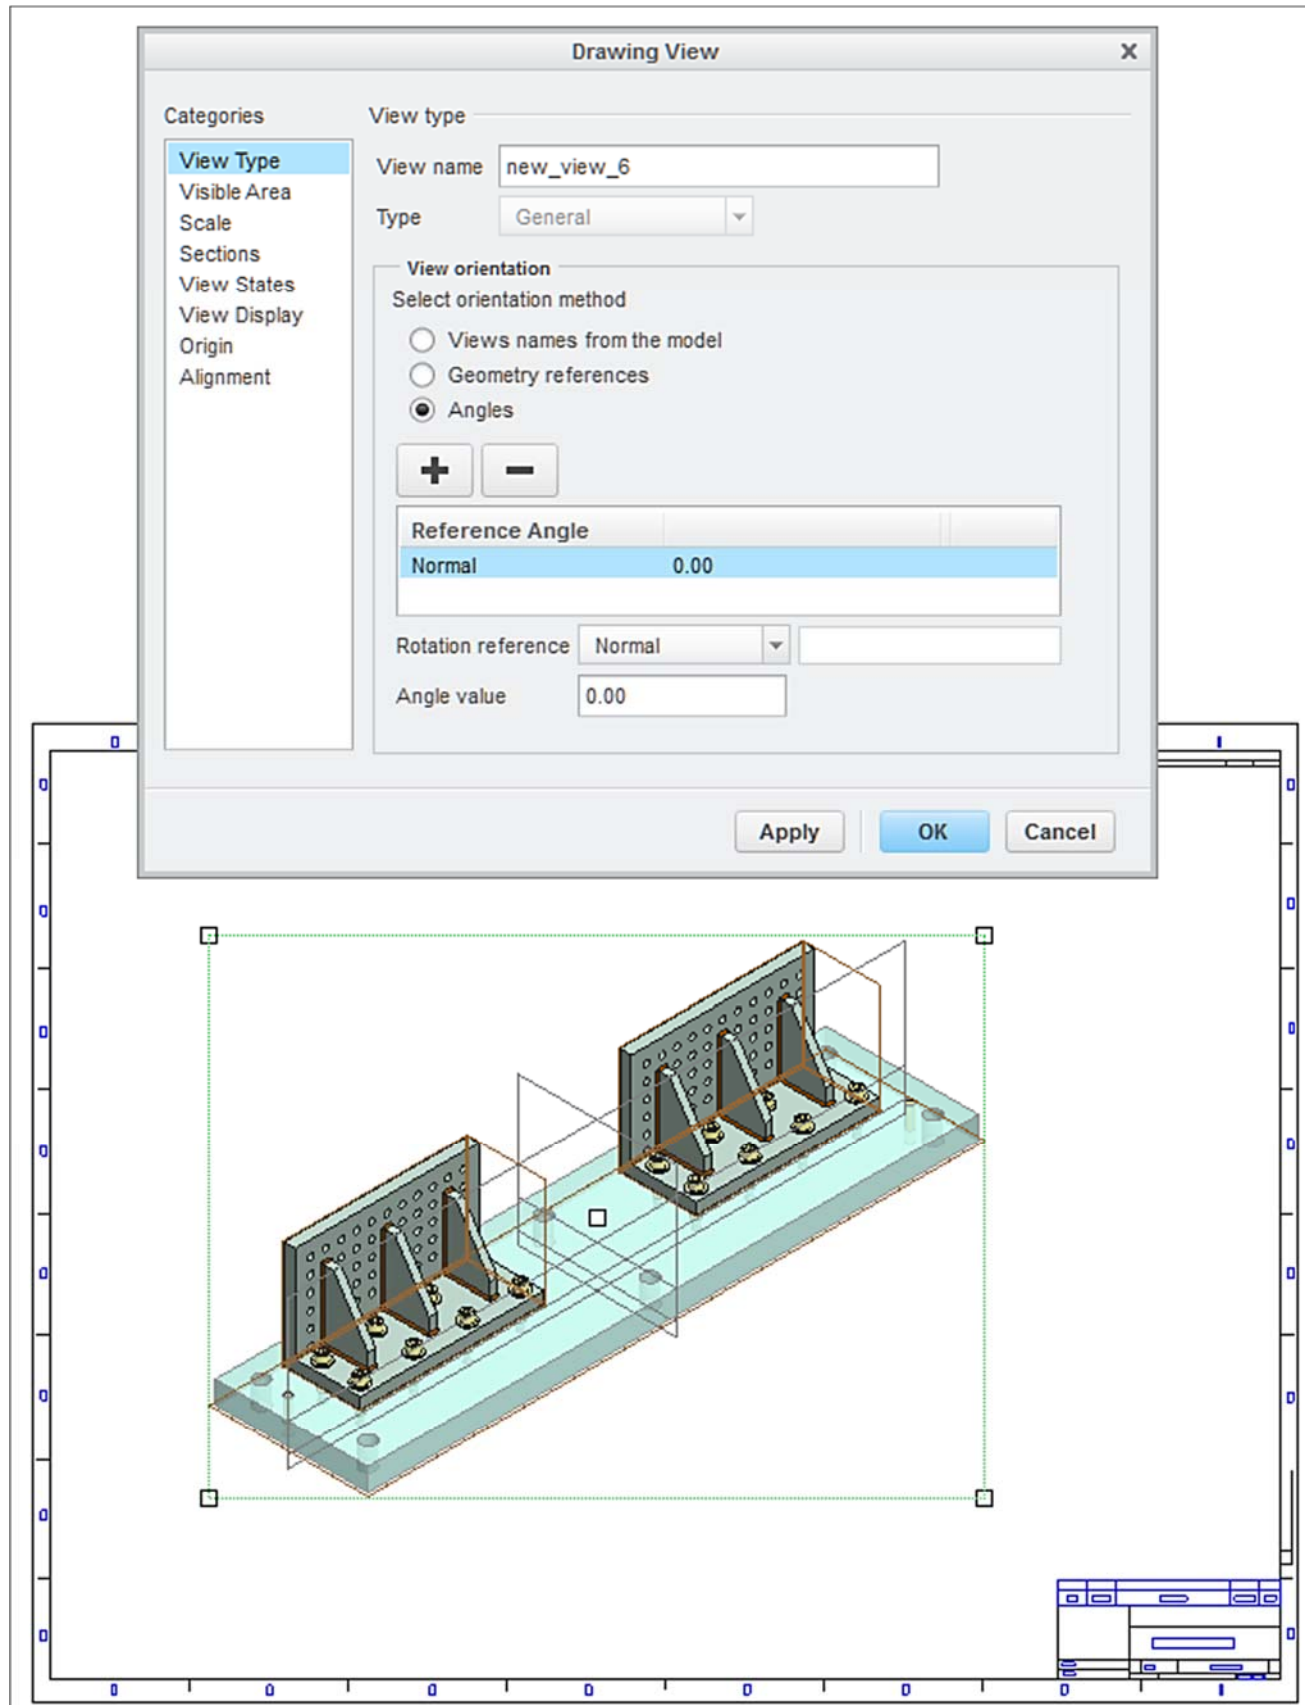 Drawing View
Categories
View type
View Type
Visible Area
Scale
Sections
View States
View Display
Origin
Alignment
View name new_view_6
Type General
View orientation
Select orientation method
Views names from the model
Geometry references
Angles
Reference Angle
Normal 0.00
Rotation reference Normal
Angle value 0.00
Apply OK Cancel